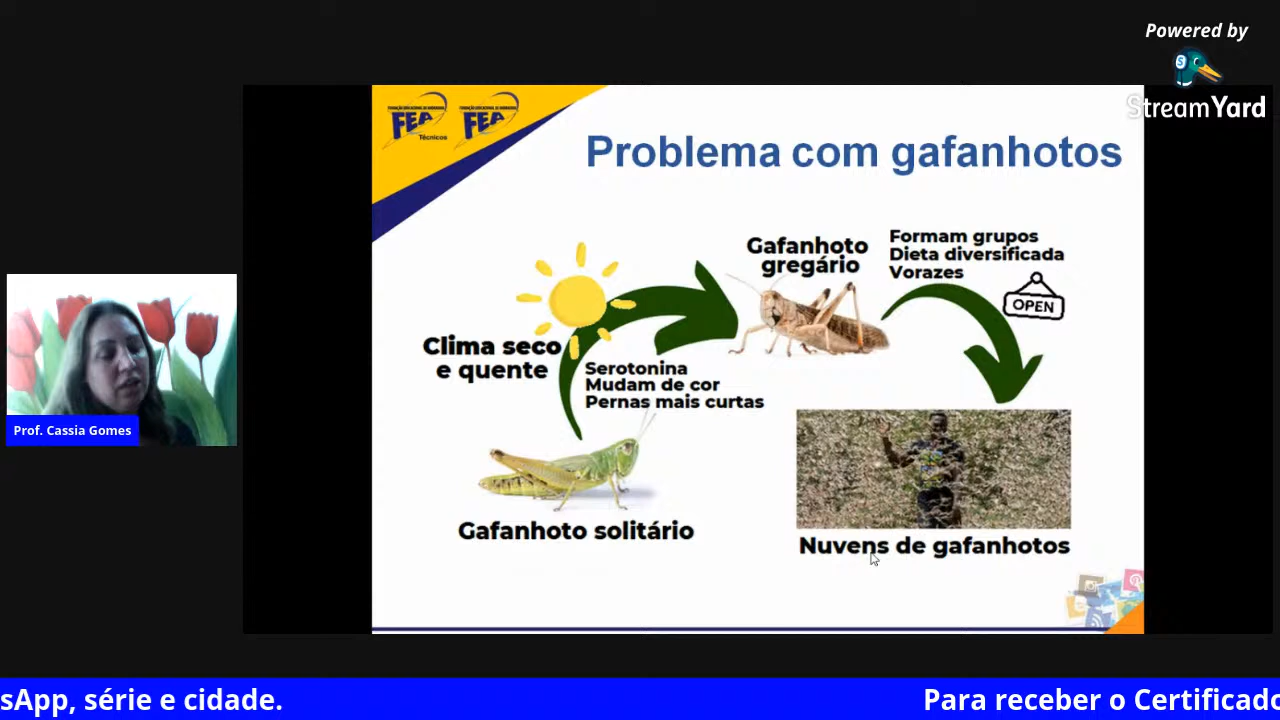 Powered by
StreamYard
FEA
Técnicos
FEA
Problema com gafanhotos
Gafanhoto
gregário
Formam grupos
Dieta diversificada
Vorazes
OPEN
Clima seco
e quente
Serotonina
Mudam de cor
Pernas mais curtas
Gafanhoto solitário
Nuvens de gafanhotos
Prof. Cassia Gomes
sApp, série e cidade.
Para receber o Certificado